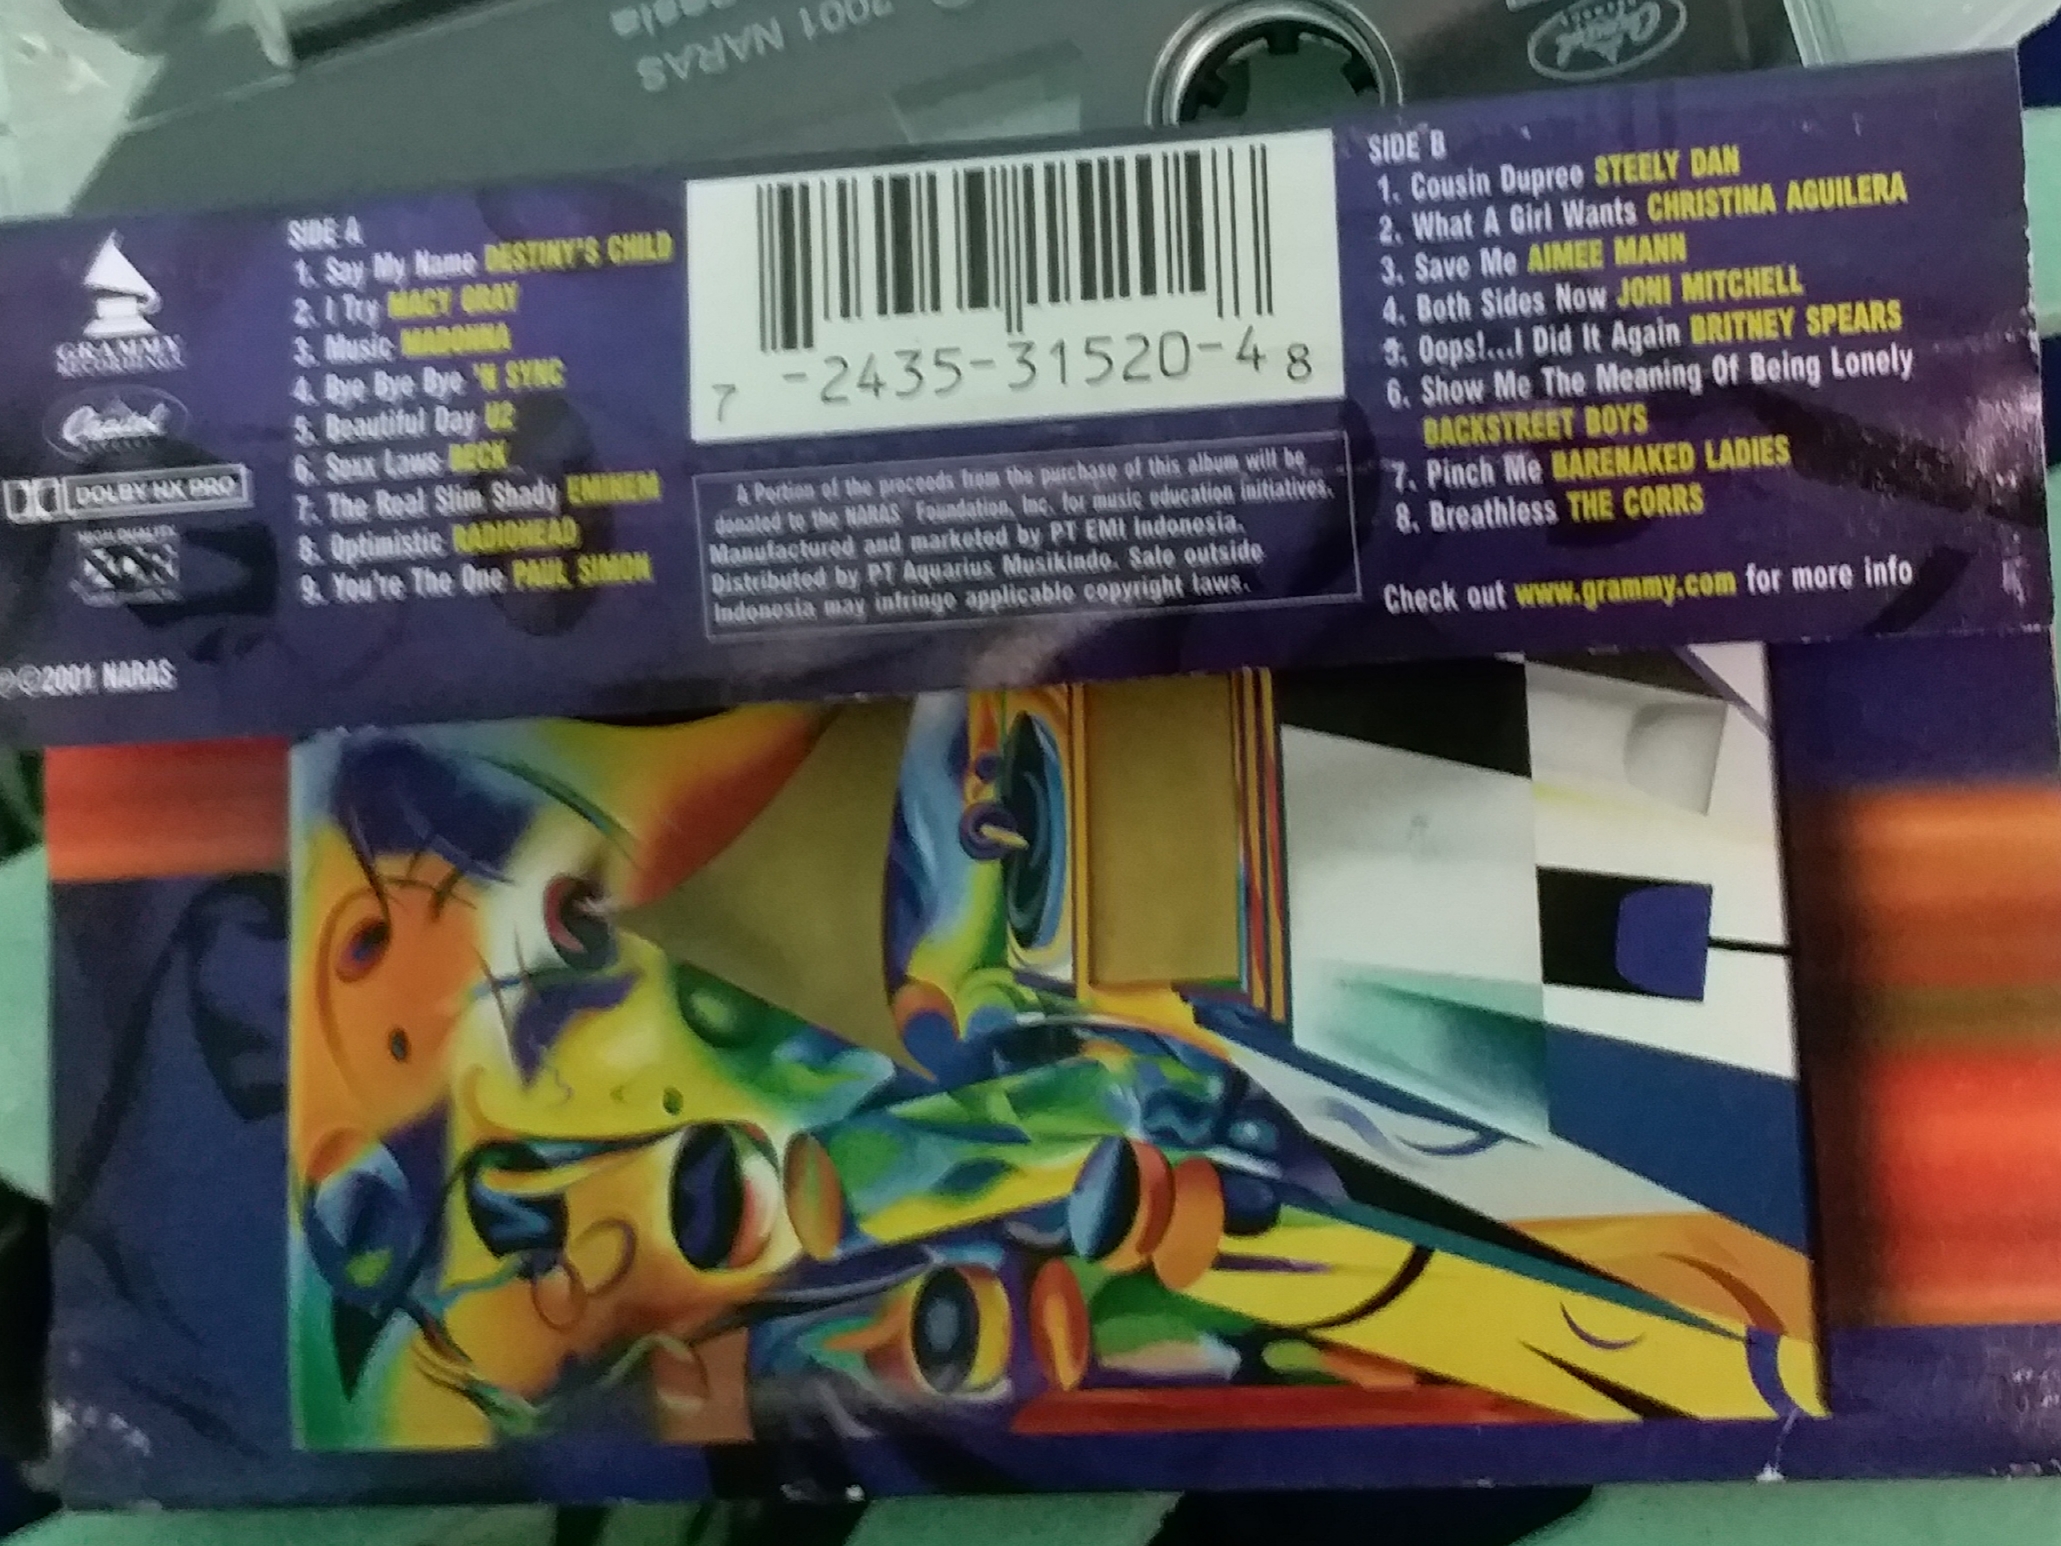 2001 NARAS
Capitol
GRAMMY
RECORDINGS
Capitol
DOLBY HX PRO
HIGH QUALITY
℗©2001 NARAS
SIDE A
1. Say My Name DESTINY'S CHILD
2. I Try MACY GRAY
3. Music MADONNA
4. Bye Bye Bye 'N SYNC
5. Beautiful Day U2
6. Sexx Laws BECK
7. The Real Slim Shady EMINEM
8. Optimistic RADIOHEAD
9. You're The One PAUL SIMON
7 -2435-31520-4 8
A Portion of the proceeds from the purchase of this album will be
donated to the NARAS Foundation, Inc. for music education initiatives.
Manufactured and marketed by PT EMI Indonesia.
Distributed by PT Aquarius Musikindo. Sale outside
Indonesia may infringe applicable copyright laws.
SIDE B
1. Cousin Dupree STEELY DAN
2. What A Girl Wants CHRISTINA AGUILERA
3. Save Me AIMEE MANN
4. Both Sides Now JONI MITCHELL
5. Oops!...I Did It Again BRITNEY SPEARS
6. Show Me The Meaning Of Being Lonely
BACKSTREET BOYS
7. Pinch Me BARENAKED LADIES
8. Breathless THE CORRS
Check out www.grammy.com for more info